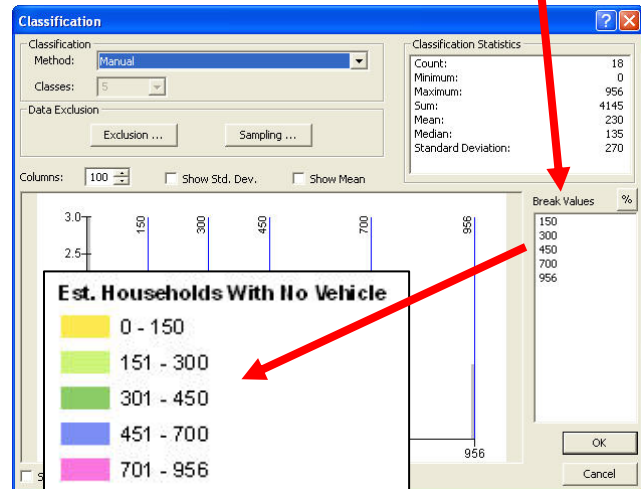 Classification
Classification
Method: Manual
Classes: 5
Data Exclusion
Exclusion ...
Sampling ...
Classification Statistics
Count: 18
Minimum: 0
Maximum: 956
Sum: 4145
Mean: 230
Median: 135
Standard Deviation: 270
Columns: 100
Show Std. Dev.
Show Mean
Break Values
%
150
300
450
700
956
3.0
2.5
150
300
450
700
956
Est. Households With No Vehicle
0 - 150
151 - 300
301 - 450
451 - 700
701 - 956
956
OK
Cancel